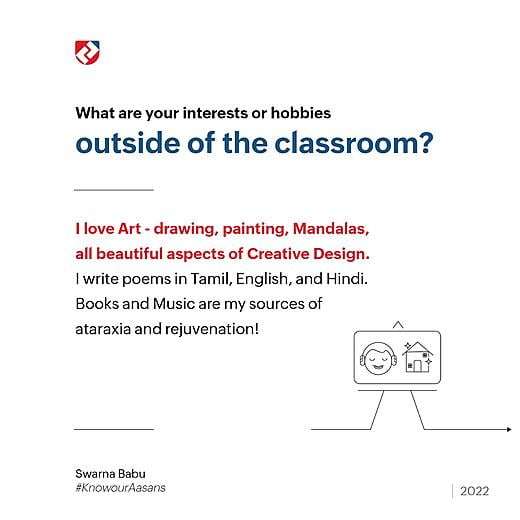 What are your interests or hobbies
outside of the classroom?
I love Art - drawing, painting, Mandalas,
all beautiful aspects of Creative Design.
I write poems in Tamil, English, and Hindi.
Books and Music are my sources of
ataraxia and rejuvenation!
Swarna Babu
#KnowourAasans
2022